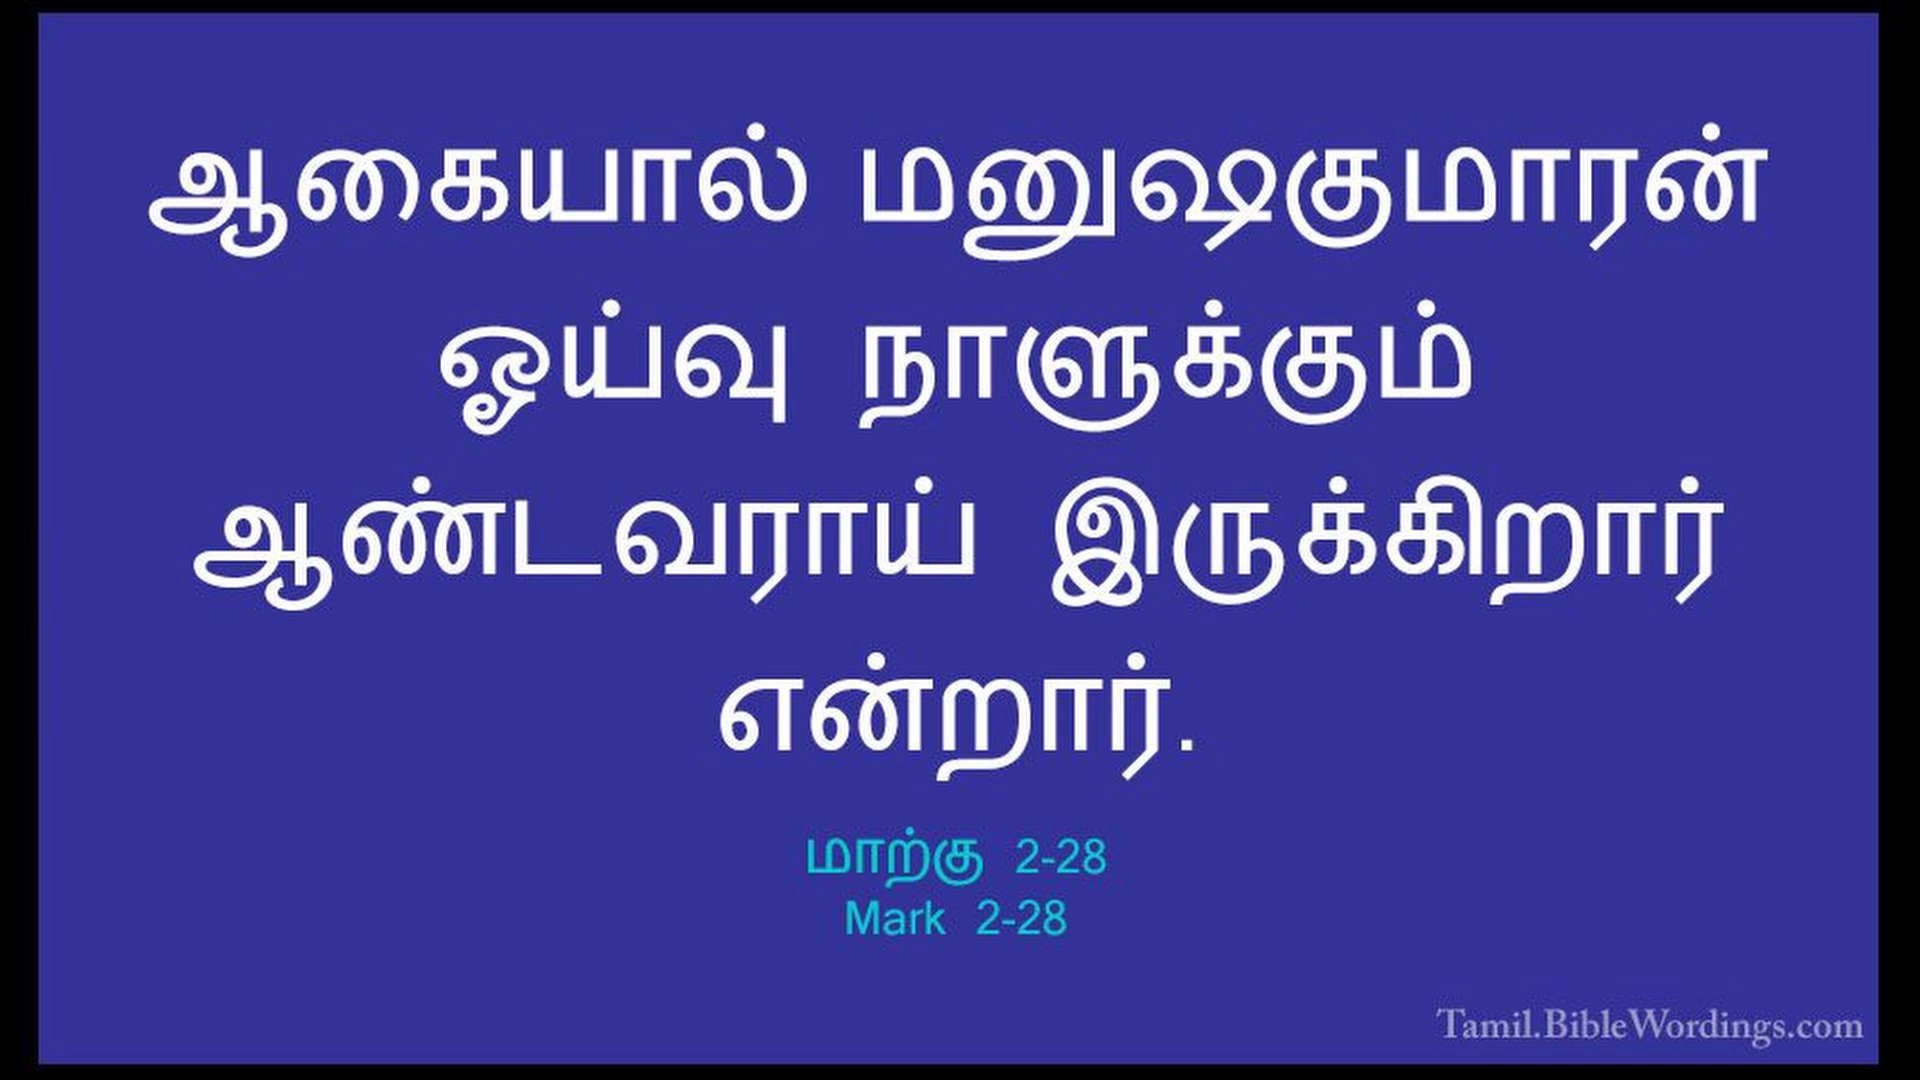 ஆகையால் மனுஷகுமாரன்
ஓய்வு நாளுக்கும்
ஆண்டவராய் இருக்கிறார்
என்றார்.
மாற்கு 2-28
Mark 2-28
Tamil.BibleWordings.com